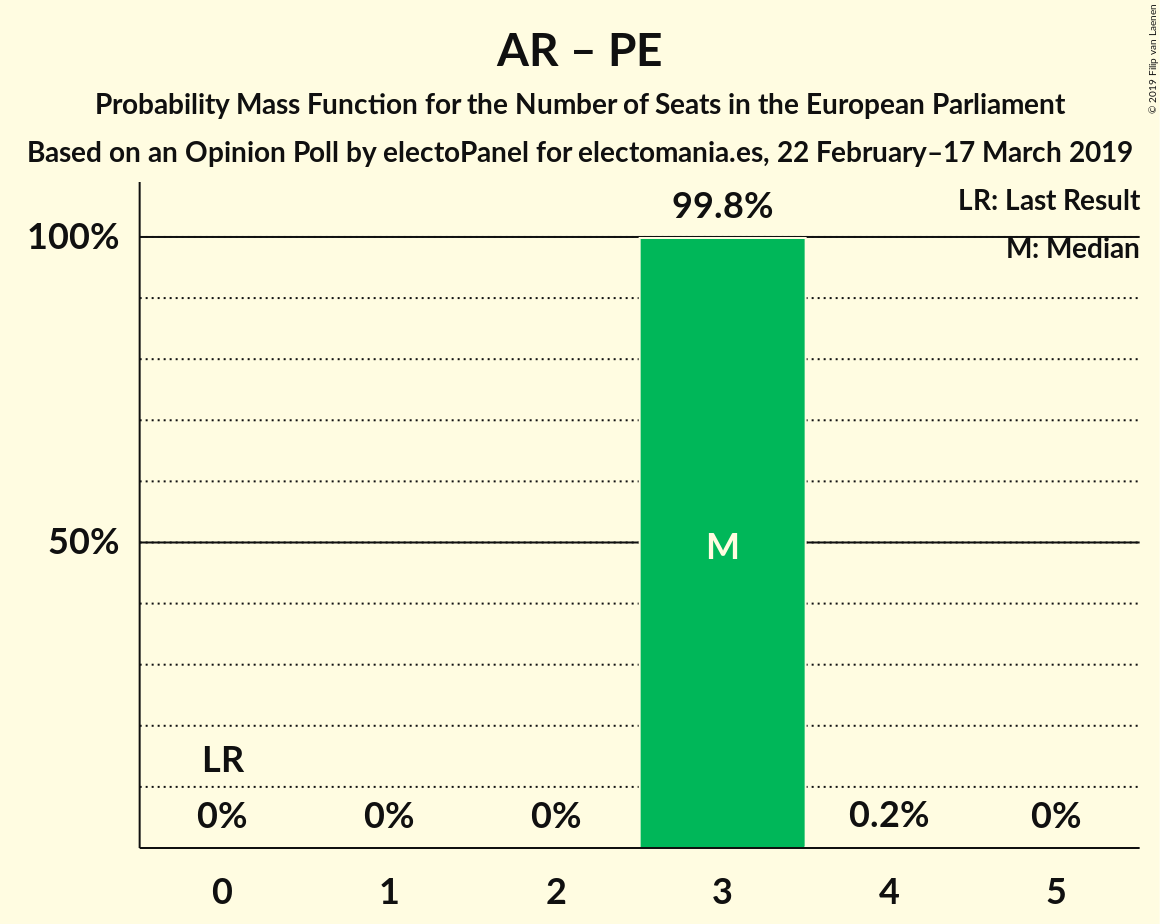 AR – PE
Probability Mass Function for the Number of Seats in the European Parliament
Based on an Opinion Poll by electoPanel for electomania.es, 22 February–17 March 2019
© 2019 Filip van Laenen
LR: Last Result
M: Median
99.8%
100%
50%
M
LR
0%
0%
0%
0.2%
0%
0 1 2 3 4 5